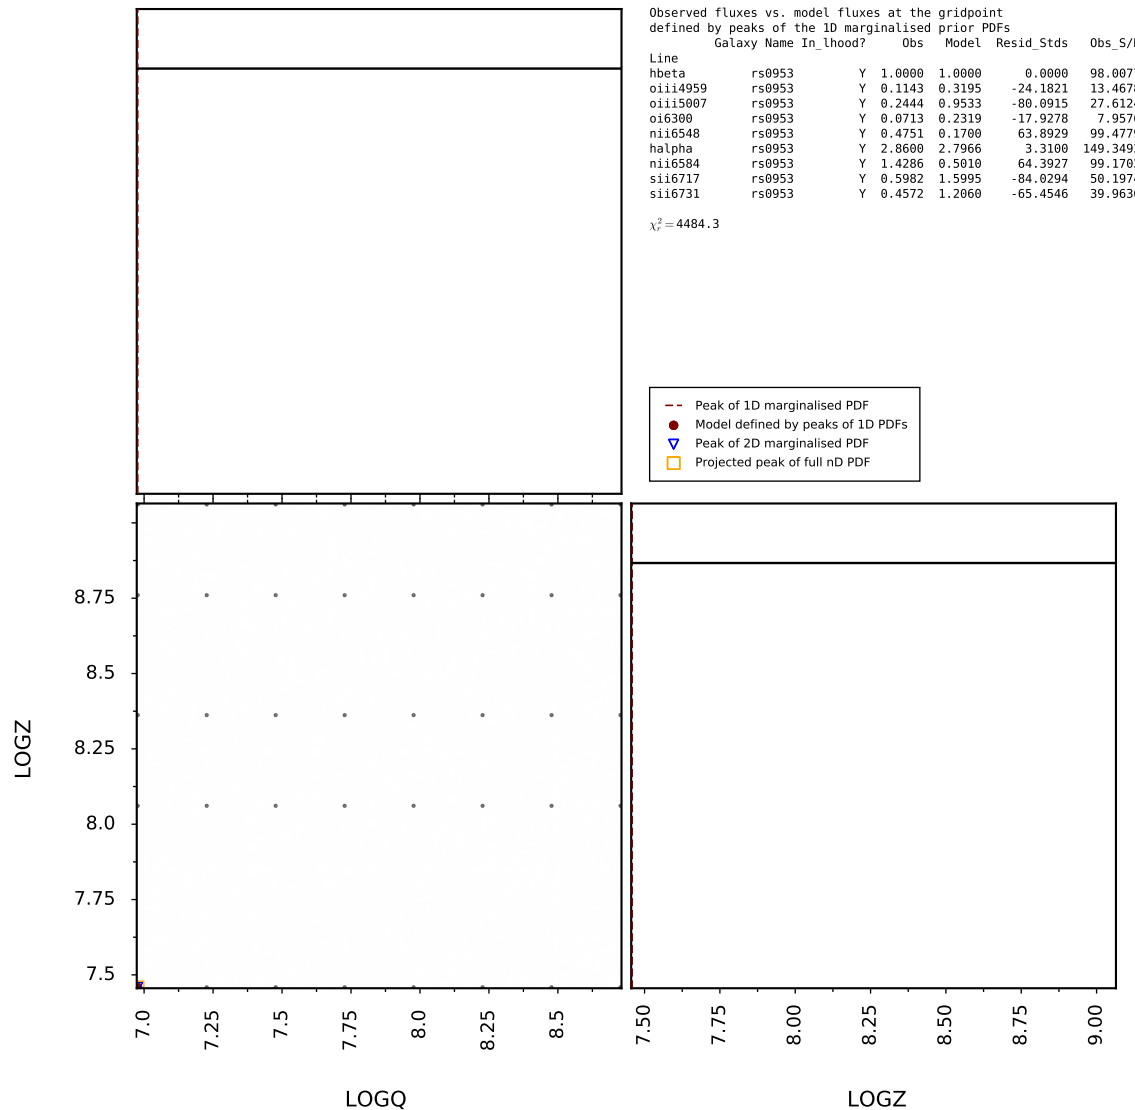 Observed fluxes vs. model fluxes at the gridpoint
defined by peaks of the 1D marginalised prior PDFs
Galaxy Name In_lhood? Obs Model Resid_Stds
Line
hbeta rs0953 Y 1.0000 1.0000 0.0000
oiii4959 rs0953 Y 0.1143 0.3195 -24.1821
oiii5007 rs0953 Y 0.2444 0.9533 -80.0915
oi6300 rs0953 Y 0.0713 0.2319 -17.9278
nii6548 rs0953 Y 0.4751 0.1700 63.8929
halpha rs0953 Y 2.8600 2.7966 3.3100
nii6584 rs0953 Y 1.4286 0.5010 64.3927
sii6717 rs0953 Y 0.5982 1.5995 -84.0294
sii6731 rs0953 Y 0.4572 1.2060 -65.4546
χ²ᵣ = 4484.3
Peak of 1D marginalised PDF
Model defined by peaks of 1D PDFs
Peak of 2D marginalised PDF
Projected peak of full nD PDF
8.75
8.5
8.25
8.0
7.75
7.5
LOGZ
7.0 7.25 7.5 7.75 8.0 8.25 8.5
LOGQ
7.50 7.75 8.00 8.25 8.50 8.75 9.00
LOGZ